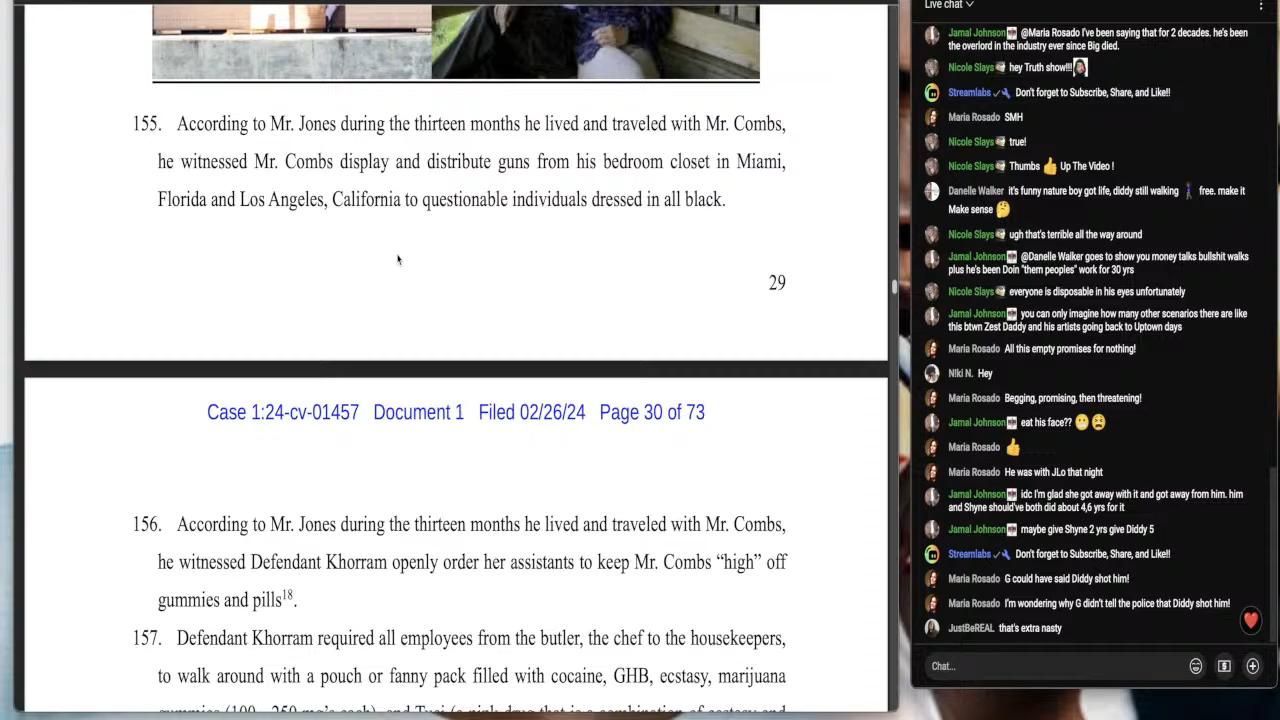 155. According to Mr. Jones during the thirteen months he lived and traveled with Mr. Combs,
he witnessed Mr. Combs display and distribute guns from his bedroom closet in Miami,
Florida and Los Angeles, California to questionable individuals dressed in all black.
29
Case 1:24-cv-01457 Document 1 Filed 02/26/24 Page 30 of 73
156. According to Mr. Jones during the thirteen months he lived and traveled with Mr. Combs,
he witnessed Defendant Khorram openly order her assistants to keep Mr. Combs “high” off
gummies and pills18.
157. Defendant Khorram required all employees from the butler, the chef to the housekeepers,
to walk around with a pouch or fanny pack filled with cocaine, GHB, ecstasy, marijuana
gummies (100 - 250 mg's each), and Tuci (a pink drug that is a combination of ecstasy and
Live chat
Jamal Johnson @Maria Rosado I've been saying that for 2 decades. he's been
the overlord in the industry ever since Big died.
Nicole Slays hey Truth show!!!
Streamlabs Don't forget to Subscribe, Share, and Like!!
Maria Rosado SMH
Nicole Slays true!
Nicole Slays Thumbs 👍 Up The Video !
Danelle Walker it's funny nature boy got life, diddy still walking 🚶 free. make it
Make sense 🤔
Nicole Slays ugh that's terrible all the way around
Jamal Johnson @Danelle Walker goes to show you money talks bullshit walks
plus he's been Doin "them peoples" work for 30 yrs
Nicole Slays everyone is disposable in his eyes unfortunately
Jamal Johnson you can only imagine how many other scenarios there are like
this btwn Zest Daddy and his artists going back to Uptown days
Maria Rosado All this empty promises for nothing!
N!ki N. Hey
Maria Rosado Begging, promising, then threatening!
Jamal Johnson eat his face?? 😬 😫
Maria Rosado 👍
Maria Rosado He was with JLo that night
Jamal Johnson idc I'm glad she got away with it and got away from him. him
and Shyne should've both did about 4,6 yrs for it
Jamal Johnson maybe give Shyne 2 yrs give Diddy 5
Streamlabs Don't forget to Subscribe, Share, and Like!!
Maria Rosado G could have said Diddy shot him!
Maria Rosado I'm wondering why G didn't tell the police that Diddy shot him!
JustBeREAL that's extra nasty
Chat...